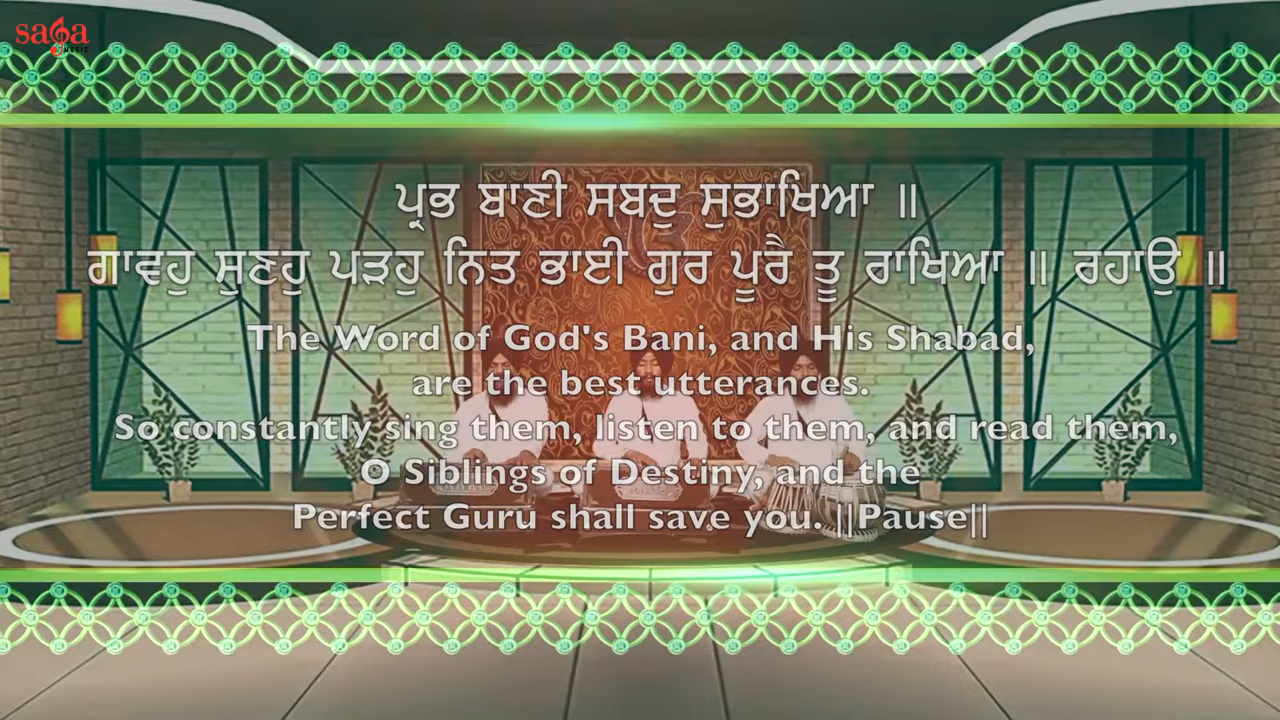 saga
MUSIC
ਪ੍ਰਭ ਬਾਣੀ ਸਬਦੁ ਸੁਭਾਖਿਆ ॥
ਗਾਵਹੁ ਸੁਣਹੁ ਪੜਹੁ ਨਿਤ ਭਾਈ ਗੁਰ ਪੂਰੈ ਤੂ ਰਾਖਿਆ ॥ ਰਹਾਉ ॥
The Word of God's Bani, and His Shabad,
are the best utterances.
So constantly sing them, listen to them, and read them,
O Siblings of Destiny, and the
Perfect Guru shall save you. ||Pause||